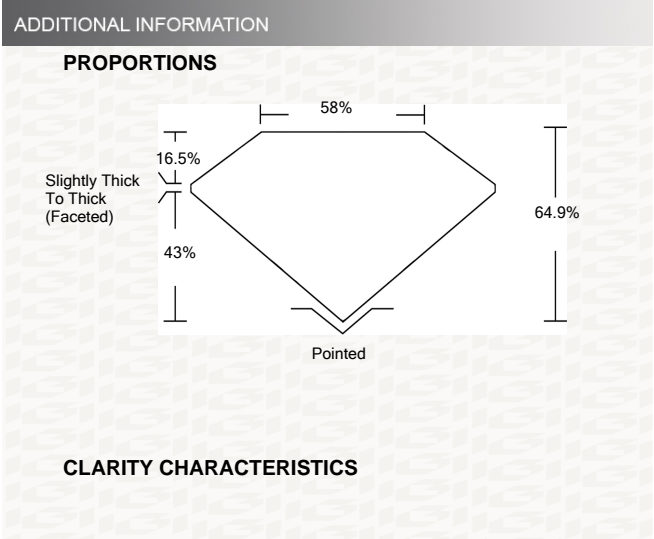 ADDITIONAL INFORMATION
PROPORTIONS
58%
16.5%
Slightly Thick
To Thick
(Faceted)
64.9%
43%
Pointed
CLARITY CHARACTERISTICS